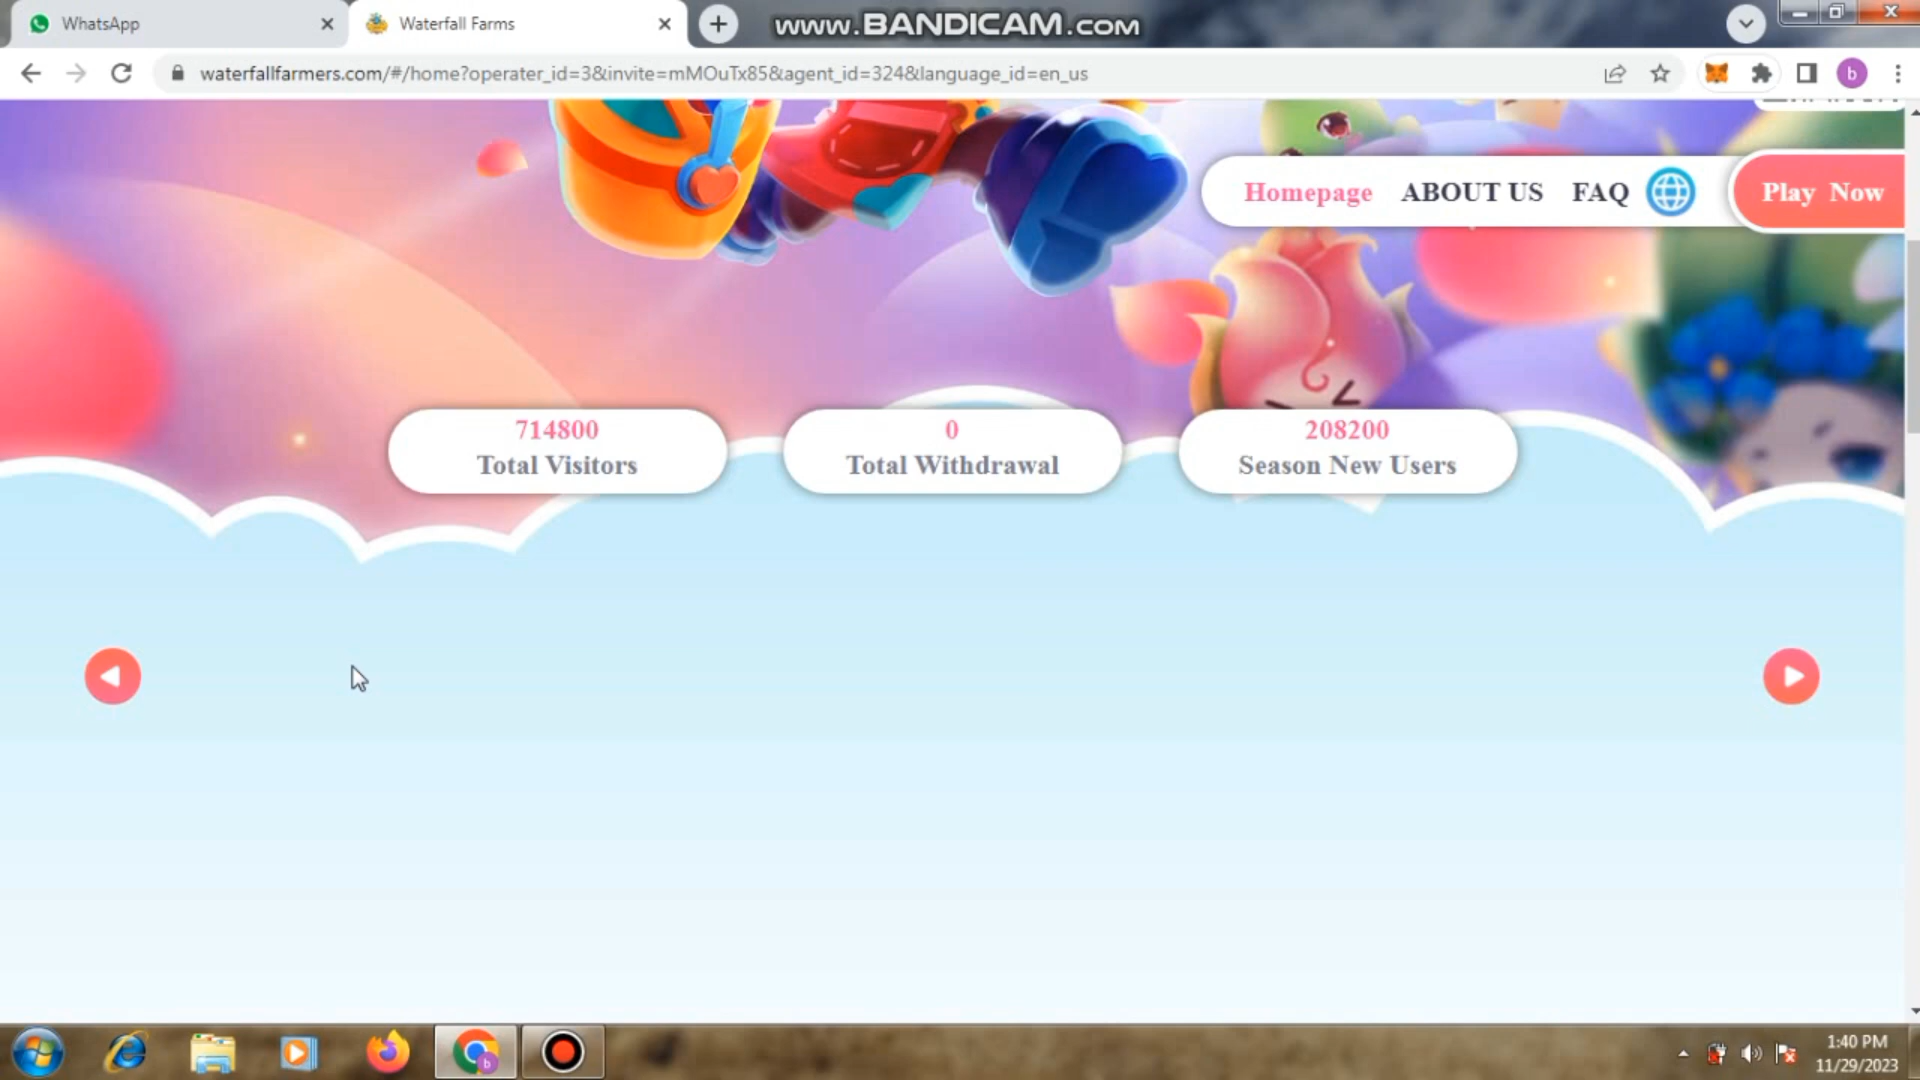 WhatsApp
Waterfall Farms
www.BANDICAM.com
waterfallfarmers.com/#/home?operater_id=3&invite=mMOuTx85&agent_id=324&language_id=en_us
b
Homepage
ABOUT US
FAQ
Play Now
714800
Total Visitors
0
Total Withdrawal
208200
Season New Users
b
1:40 PM
11/29/2023